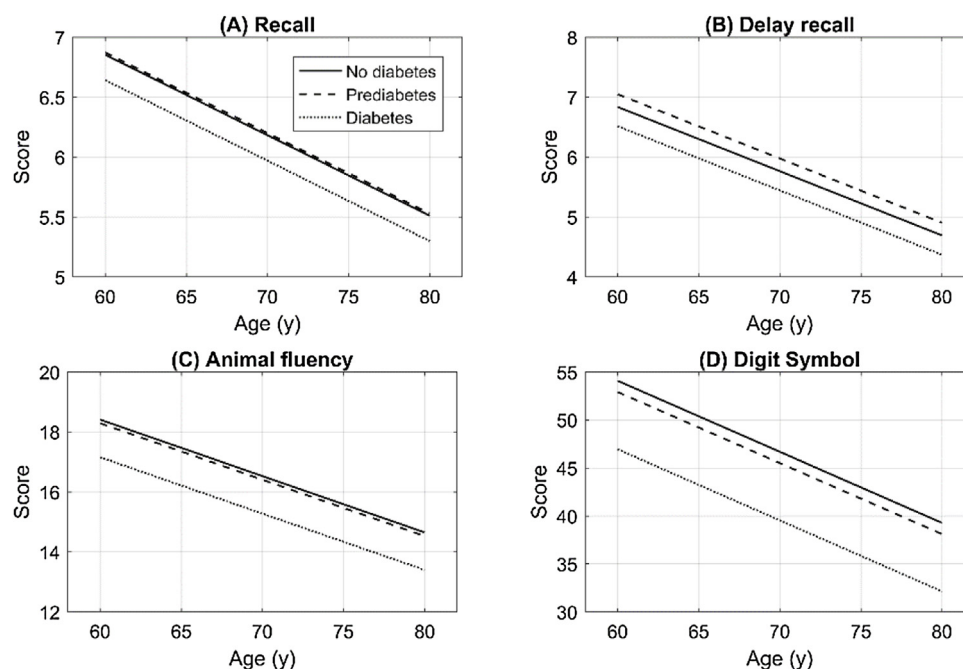 (A) Recall
7
6.5
6
5.5
5
Score
60 65 70 75 80
Age (y)
No diabetes
Prediabetes
Diabetes
(B) Delay recall
8
7
6
5
4
Score
60 65 70 75 80
Age (y)
(C) Animal fluency
20
18
16
14
12
Score
60 65 70 75 80
Age (y)
(D) Digit Symbol
55
50
45
40
35
30
Score
60 65 70 75 80
Age (y)